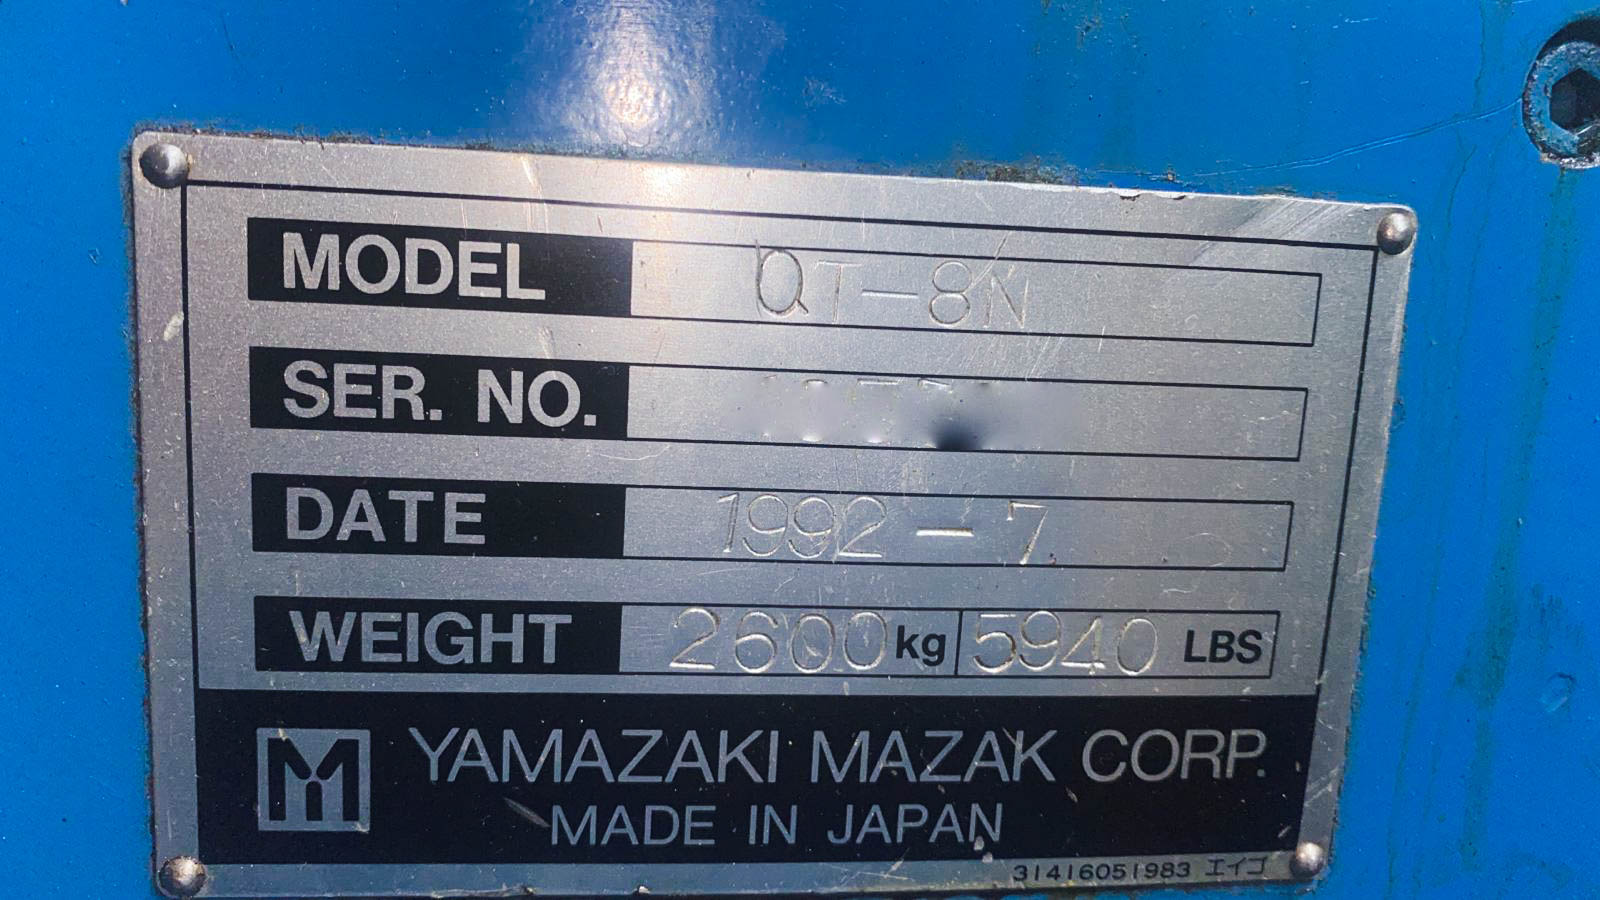 MODEL QT-8N
SER. NO.
DATE 1992-7
WEIGHT 2600 kg 5940 LBS
YAMAZAKI MAZAK CORP.
MADE IN JAPAN
31416051983 エイゴ